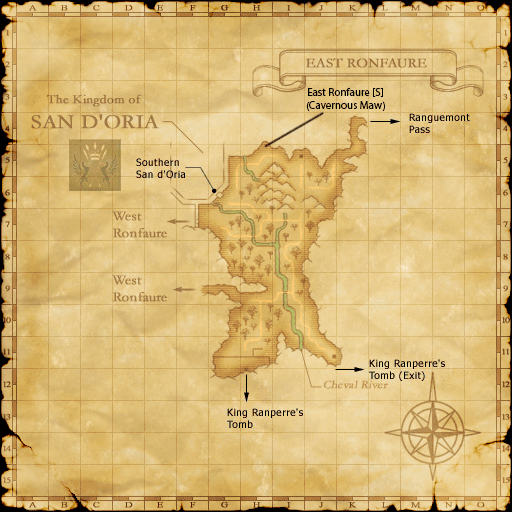 A B C D E F G H I J K L M N O
EAST RONFAURE
The Kingdom of
SAN D'ORIA
East Ronfaure [S]
(Cavernous Maw)
Ranguemont
Pass
Southern
San d'Oria
West
Ronfaure
West
Ronfaure
King Ranperre's
Tomb (Exit)
Cheval River
King Ranperre's
Tomb
1
2
3
4
5
6
7
8
9
10
11
12
13
14
15
A B C D E F G H I J K L M N O